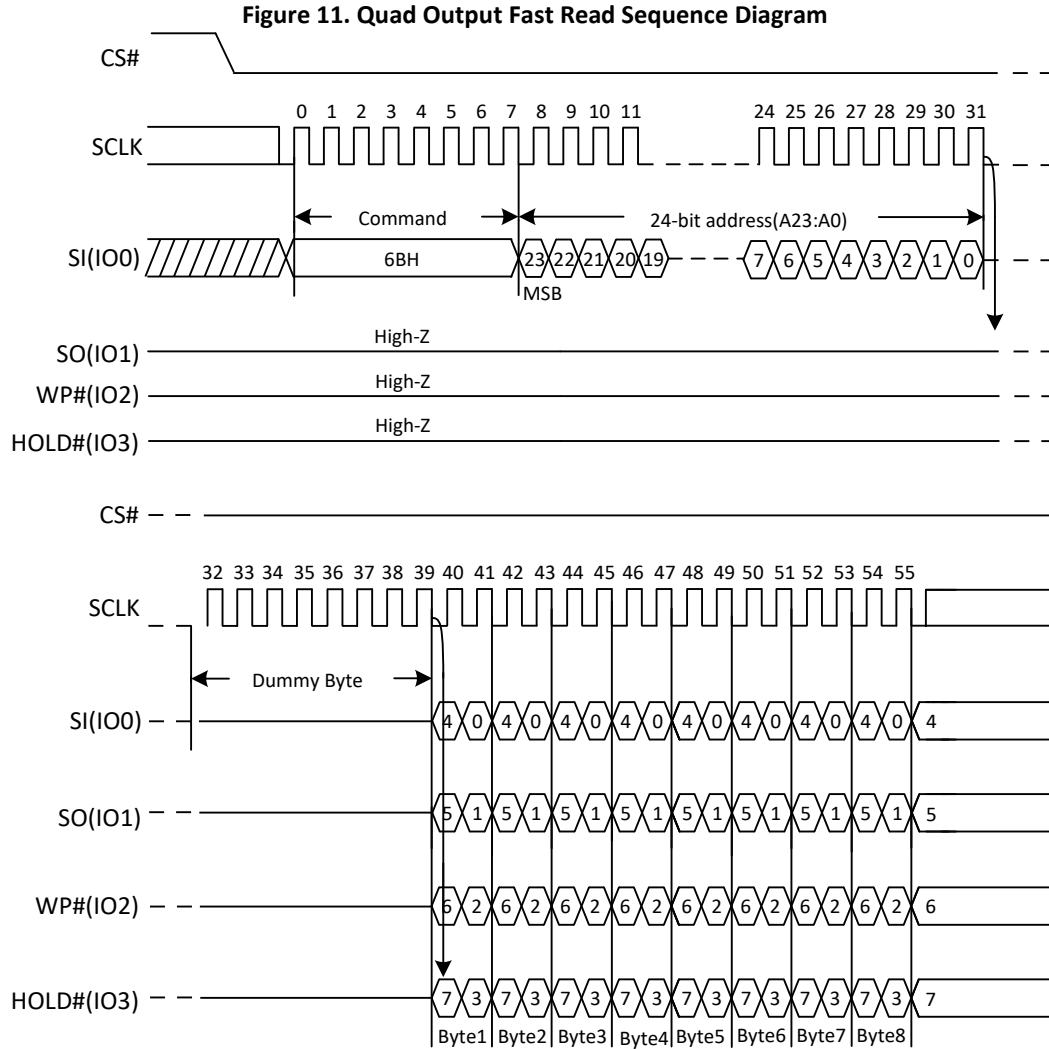 Figure 11. Quad Output Fast Read Sequence Diagram
CS#
0 1 2 3 4 5 6 7 8 9 10 11 24 25 26 27 28 29 30 31
SCLK
Command 24-bit address(A23:A0)
SI(IO0) 6BH 23 22 21 20 19 7 6 5 4 3 2 1 0
MSB
High-Z
SO(IO1)
High-Z
WP#(IO2)
High-Z
HOLD#(IO3)
CS#
32 33 34 35 36 37 38 39 40 41 42 43 44 45 46 47 48 49 50 51 52 53 54 55
SCLK
Dummy Byte
SI(IO0) 4 0 4 0 4 0 4 0 4 0 4 0 4 0 4 0 4
SO(IO1) 5 1 5 1 5 1 5 1 5 1 5 1 5 1 5 1 5
WP#(IO2) 6 2 6 2 6 2 6 2 6 2 6 2 6 2 6 2 6
HOLD#(IO3) 7 3 7 3 7 3 7 3 7 3 7 3 7 3 7 3 7
Byte1 Byte2 Byte3 Byte4 Byte5 Byte6 Byte7 Byte8